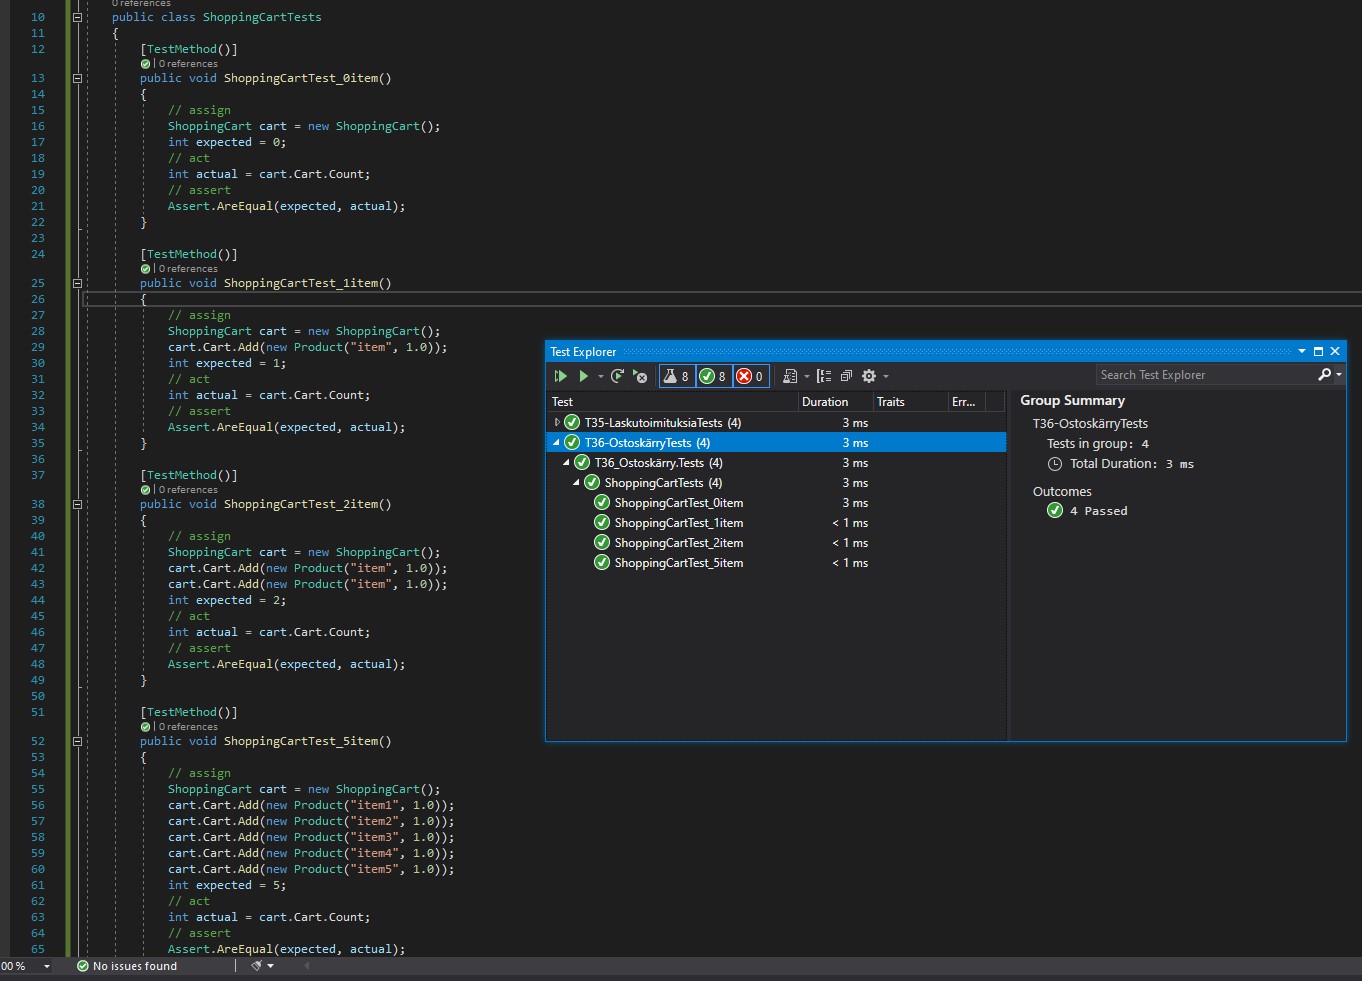 0 references
10 public class ShoppingCartTests
11 {
12 [TestMethod()]
0 references
13 public void ShoppingCartTest_0item()
14 {
15 // assign
16 ShoppingCart cart = new ShoppingCart();
17 int expected = 0;
18 // act
19 int actual = cart.Cart.Count;
20 // assert
21 Assert.AreEqual(expected, actual);
22 }
23
24 [TestMethod()]
0 references
25 public void ShoppingCartTest_1item()
26 {
27 // assign
28 ShoppingCart cart = new ShoppingCart();
29 cart.Cart.Add(new Product("item", 1.0));
30 int expected = 1;
31 // act
32 int actual = cart.Cart.Count;
33 // assert
34 Assert.AreEqual(expected, actual);
35 }
36
37 [TestMethod()]
0 references
38 public void ShoppingCartTest_2item()
39 {
40 // assign
41 ShoppingCart cart = new ShoppingCart();
42 cart.Cart.Add(new Product("item", 1.0));
43 cart.Cart.Add(new Product("item", 1.0));
44 int expected = 2;
45 // act
46 int actual = cart.Cart.Count;
47 // assert
48 Assert.AreEqual(expected, actual);
49 }
50
51 [TestMethod()]
0 references
52 public void ShoppingCartTest_5item()
53 {
54 // assign
55 ShoppingCart cart = new ShoppingCart();
56 cart.Cart.Add(new Product("item1", 1.0));
57 cart.Cart.Add(new Product("item2", 1.0));
58 cart.Cart.Add(new Product("item3", 1.0));
59 cart.Cart.Add(new Product("item4", 1.0));
60 cart.Cart.Add(new Product("item5", 1.0));
61 int expected = 5;
62 // act
63 int actual = cart.Cart.Count;
64 // assert
65 Assert.AreEqual(expected, actual);
00 % No issues found
Test Explorer
8 8 0 Search Test Explorer
Test Duration Traits Err...
T35-LaskutoimituksiaTests (4) 3 ms
T36-OstoskärryTests (4) 3 ms
T36_Ostoskärry.Tests (4) 3 ms
ShoppingCartTests (4) 3 ms
ShoppingCartTest_0item 3 ms
ShoppingCartTest_1item < 1 ms
ShoppingCartTest_2item < 1 ms
ShoppingCartTest_5item < 1 ms
Group Summary
T36-OstoskärryTests
Tests in group: 4
Total Duration: 3 ms
Outcomes
4 Passed